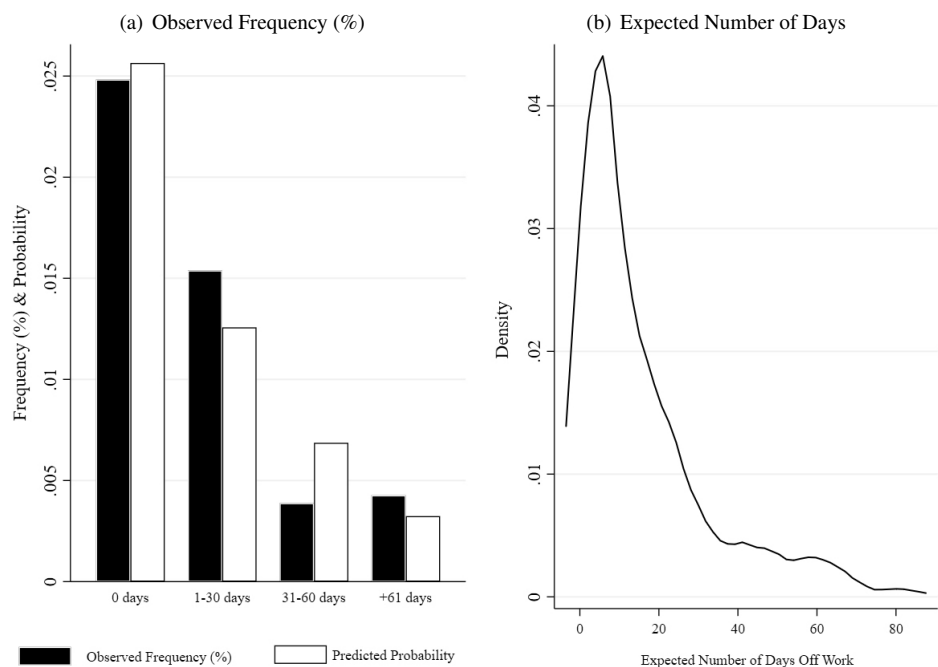 (a) Observed Frequency (%)
Frequency (%) & Probability
.025
.02
.015
.01
.005
0
0 days
1-30 days
31-60 days
+61 days
Observed Frequency (%)
Predicted Probability
(b) Expected Number of Days
Density
.04
.03
.02
.01
0
0
20
40
60
80
Expected Number of Days Off Work